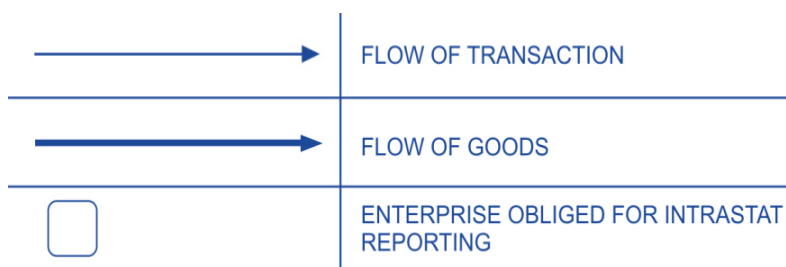 FLOW OF TRANSACTION
FLOW OF GOODS
ENTERPRISE OBLIGED FOR INTRASTAT
REPORTING